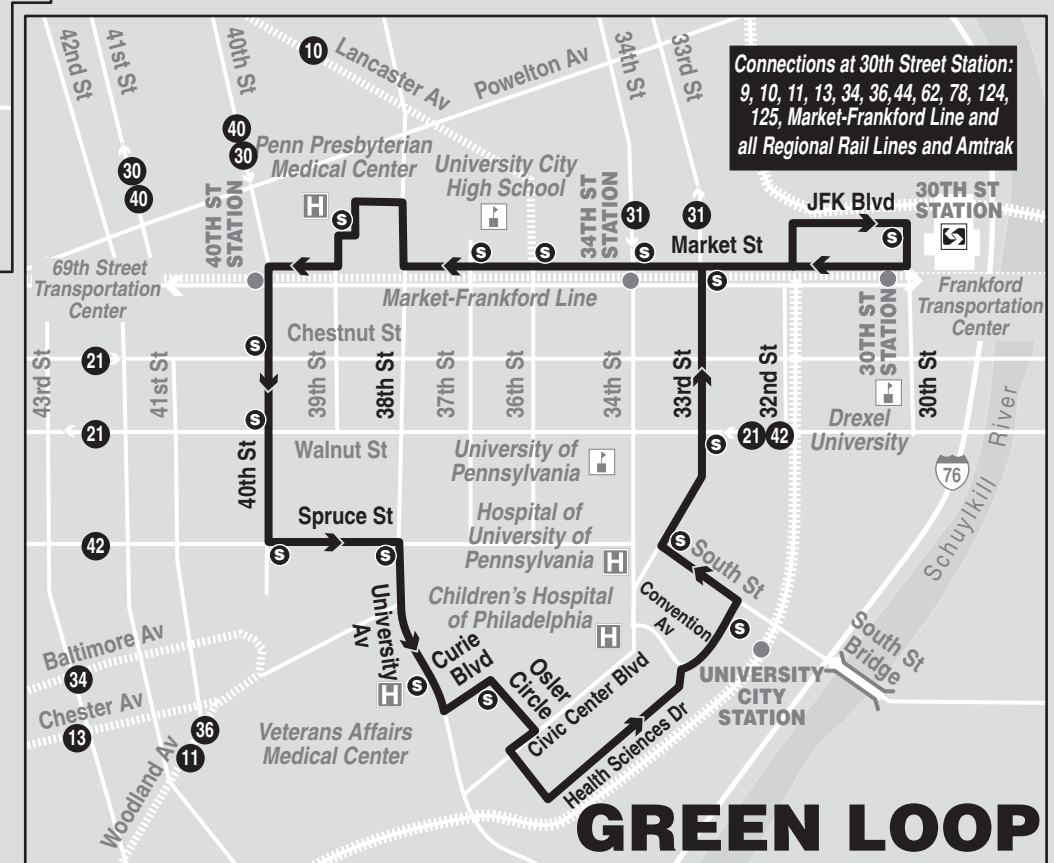 42nd St
41st St
40th St
10
Lancaster Av
Powelton Av
34th St
33rd St
Connections at 30th Street Station:
9, 10, 11, 13, 34, 36,44, 62, 78, 124,
125, Market-Frankford Line and
all Regional Rail Lines and Amtrak
40
30
30
40
Penn Presbyterian
Medical Center
H
S
University City
High School
40TH ST
STATION
34TH ST
STATION
31
31
JFK Blvd
30TH ST
STATION
S
S
S
S
S
Market St
69th Street
Transportation
Center
Market-Frankford Line
S
Frankford
Transportation
Center
30TH ST
STATION
Chestnut St
S
21
43rd St
41st St
39th St
38th St
37th St
36th St
34th St
33rd St
32nd St
30th St
Drexel
University
S
21
Walnut St
University of
Pennsylvania
S
21
42
40th St
76
Schuylkill River
Spruce St
42
S
S
Hospital of
University of
Pennsylvania
H
S
South St
Children's Hospital
of Philadelphia
H
Convention
Av
S
University
Av
Curie
Blvd
Osler
Circle
Civic Center Blvd
Health Sciences Dr
H
S
S
South St
Bridge
UNIVERSITY
CITY
STATION
Baltimore Av
34
Chester Av
13
36
11
Woodland Av
Veterans Affairs
Medical Center
GREEN LOOP